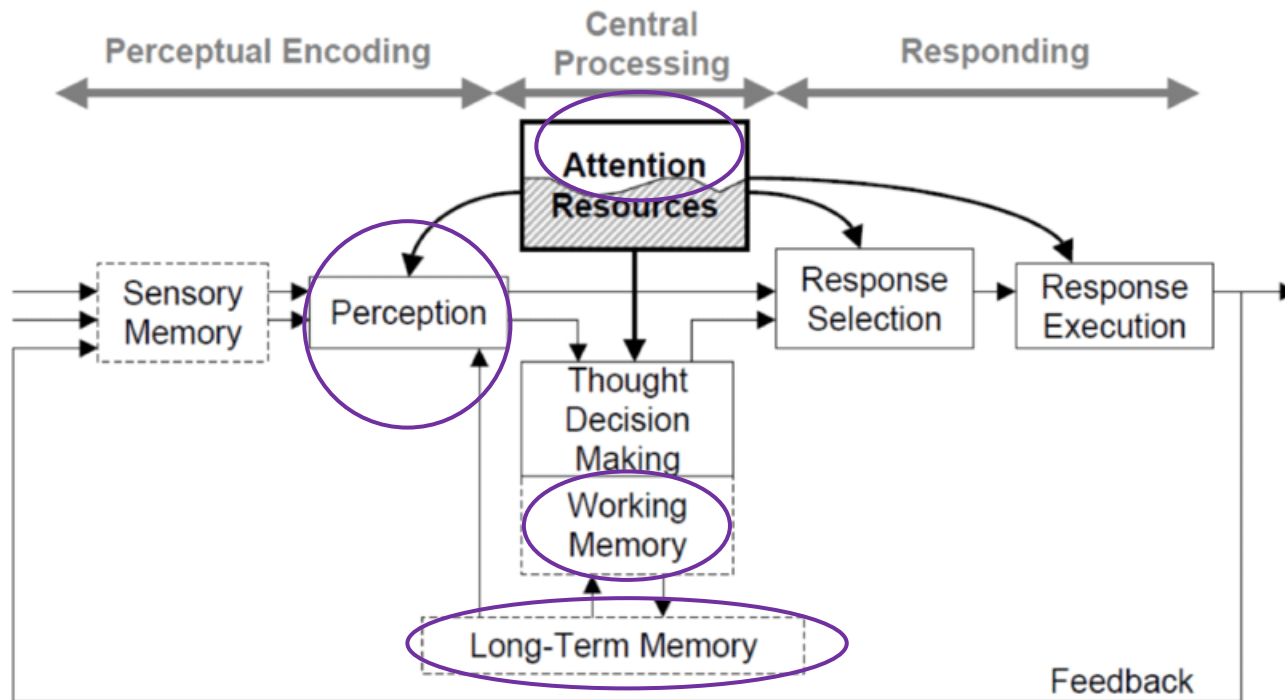 Central
Perceptual Encoding
Processing
Responding
Attention
Resources
Sensory
Memory
Perception
Response
Selection
Response
Execution
Thought
Decision
Making
Working
Memory
Long-Term Memory
Feedback